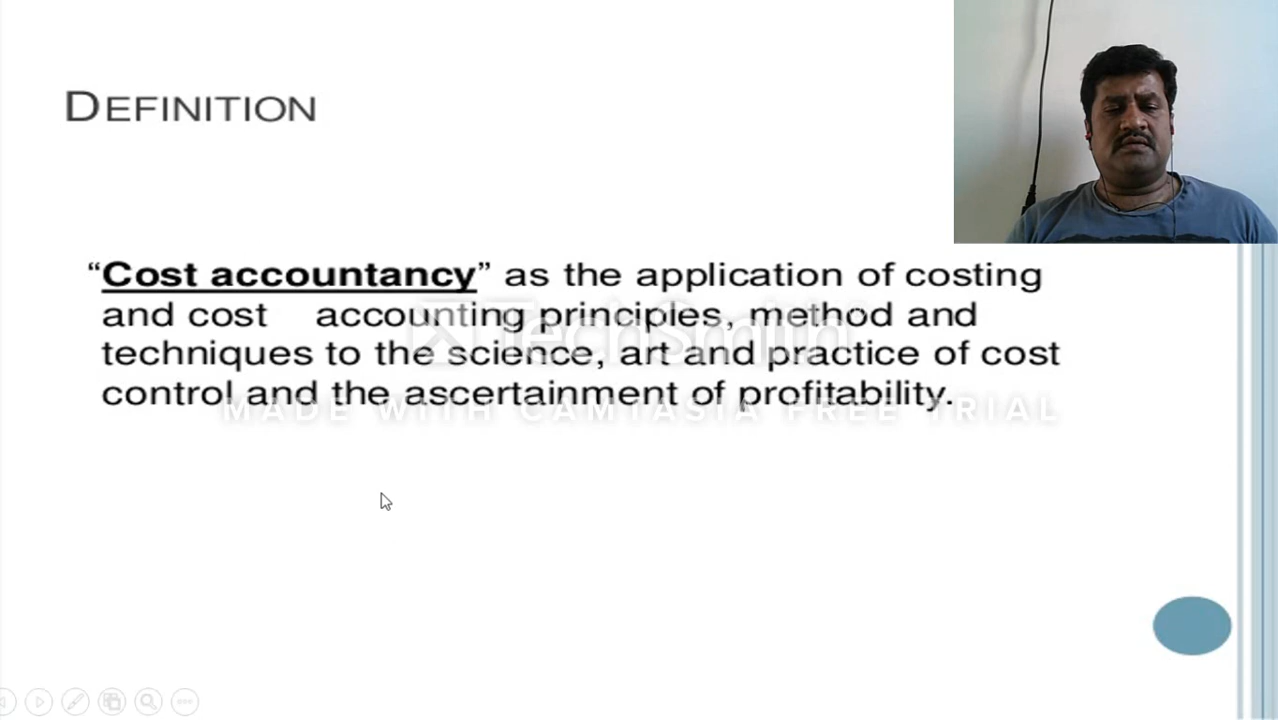 DEFINITION
“Cost accountancy” as the application of costing
and cost accounting principles, method and
techniques to the science, art and practice of cost
control and the ascertainment of profitability.
TechSmith
MADE WITH CAMTASIA FREE TRIAL